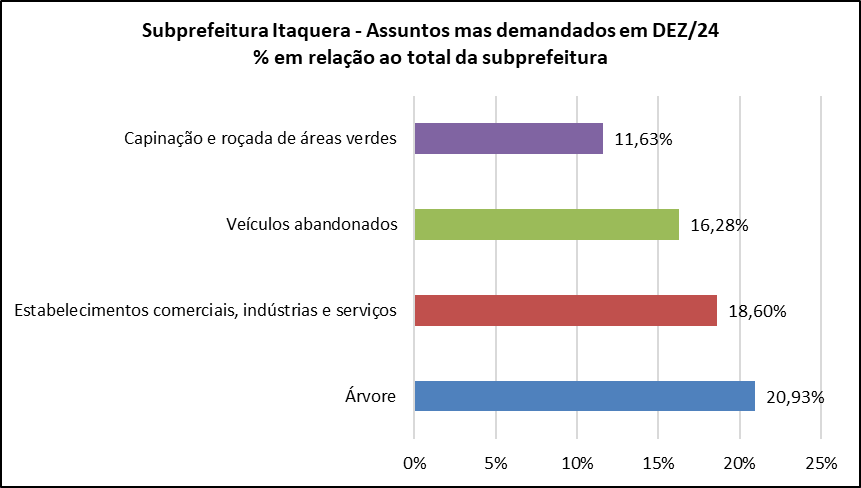 Subprefeitura Itaquera - Assuntos mas demandados em DEZ/24
% em relação ao total da subprefeitura
Capinação e roçada de áreas verdes
11,63%
Veículos abandonados
16,28%
Estabelecimentos comerciais, indústrias e serviços
18,60%
Árvore
20,93%
0%
5%
10%
15%
20%
25%